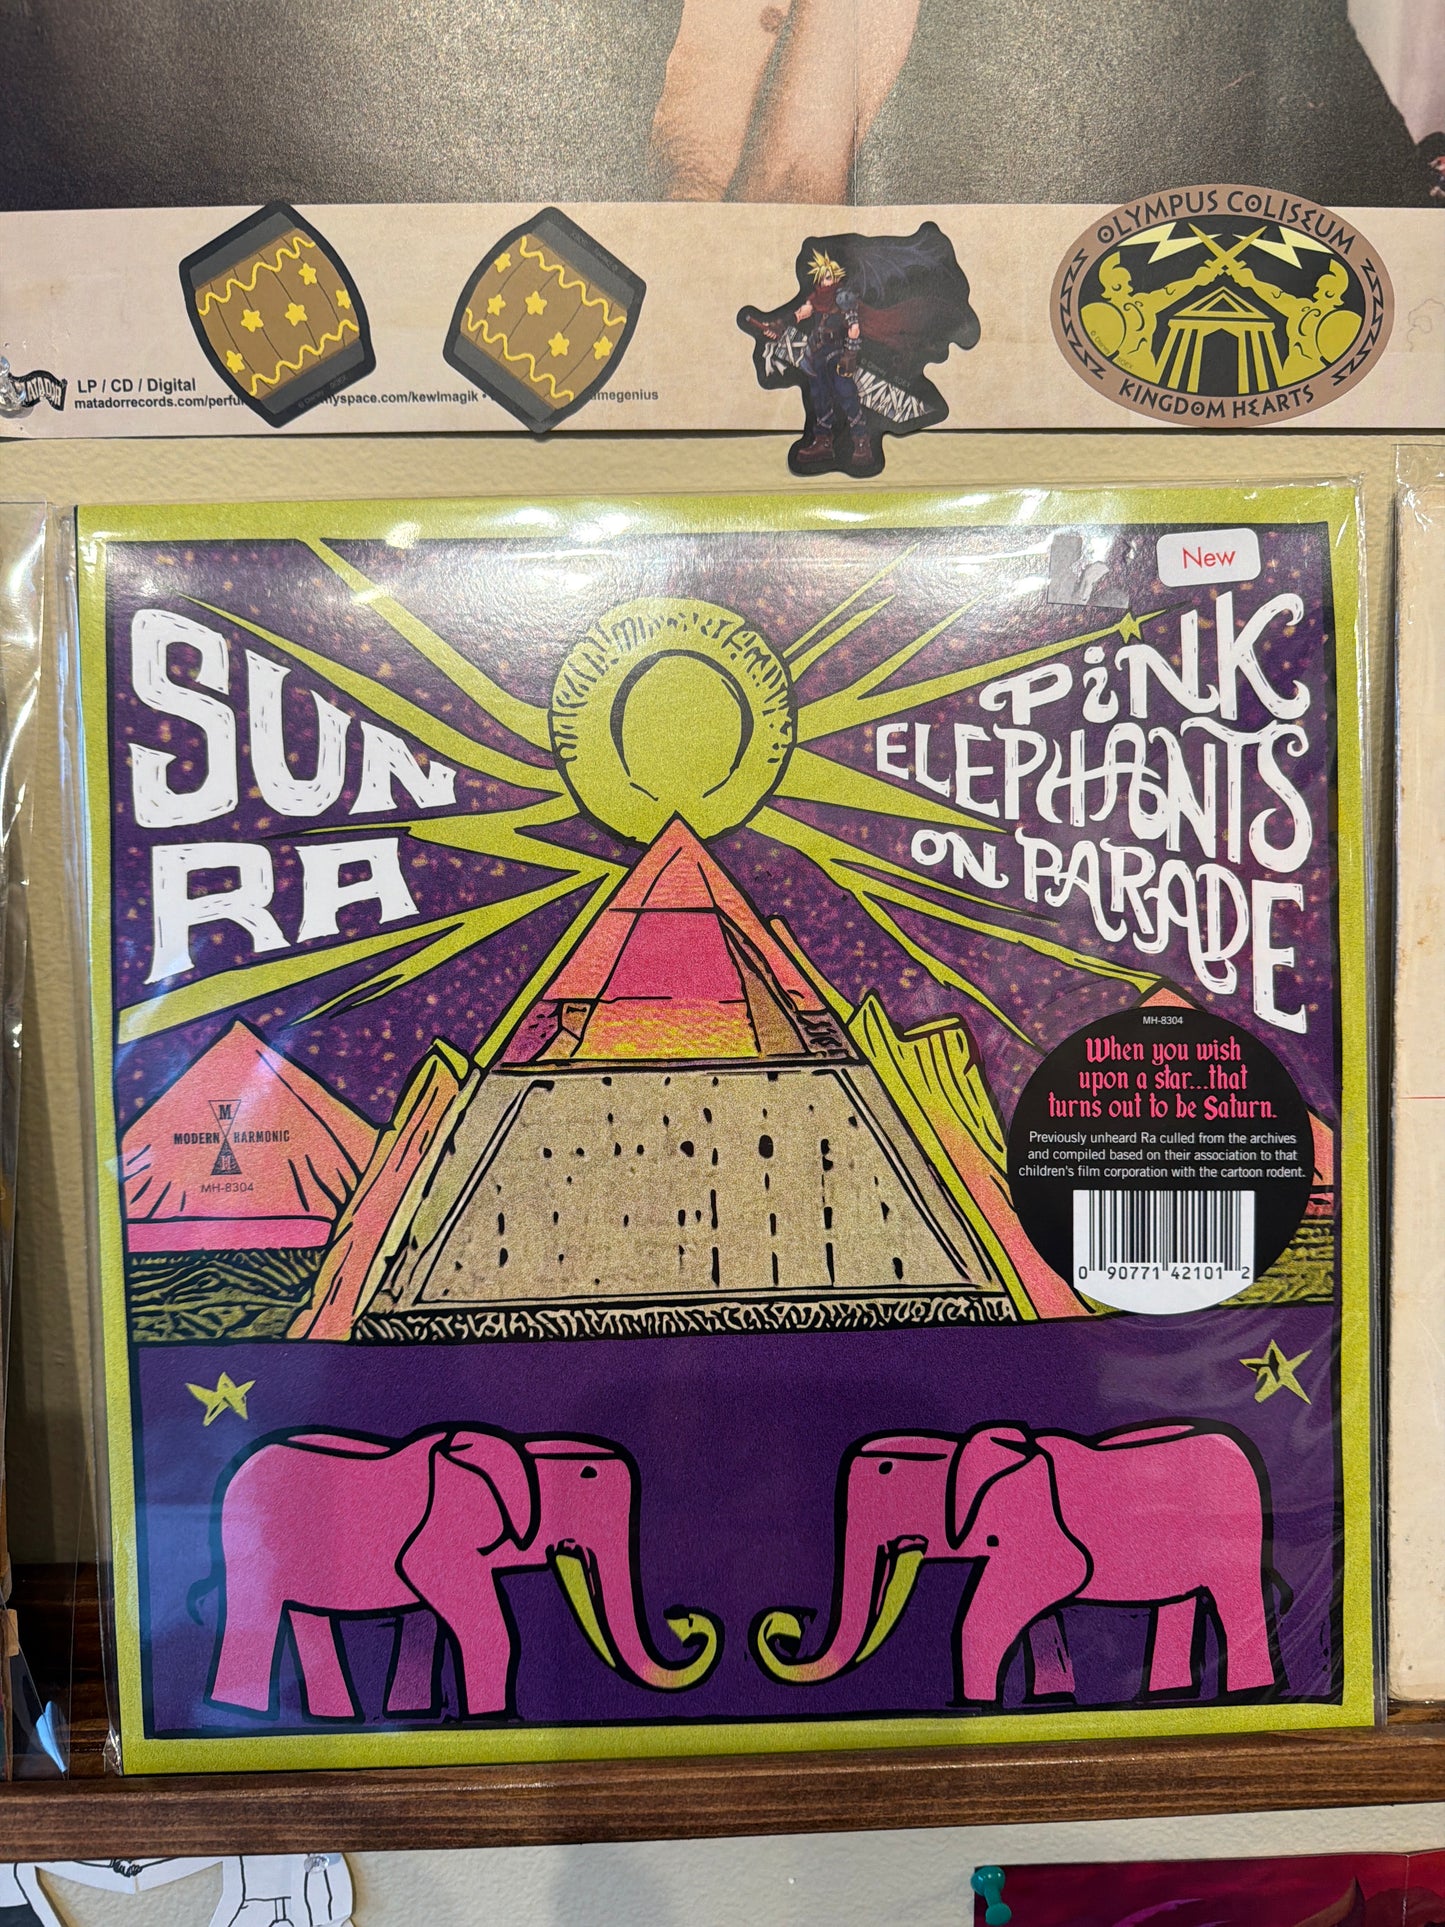 OLYMPUS COLISEUM
KINGDOM HEARTS
MATADOR
LP / CD / Digital
matadorrecords.com/perfu
myspace.com/kewlmagik •
megenius
New
SUN
RA
PiNK
ELEPHANTS
ON PARADE
MODERN HARMONIC
M
H
MH-8304
MH-8304
When you wish
upon a star...that
turns out to be Saturn.
Previously unheard Ra culled from the archives
and compiled based on their association to that
children's film corporation with the cartoon rodent.
0 90771 42101 2